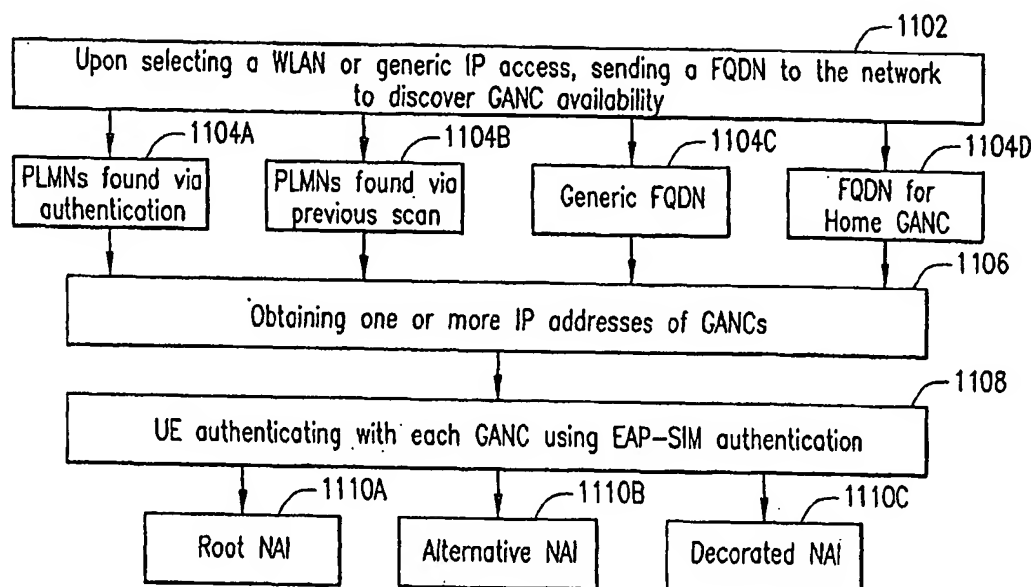 1102
Upon selecting a WLAN or generic IP access, sending a FQDN to the network
to discover GANC availability
1104A
1104B
1104C
1104D
PLMNs found via
authentication
PLMNs found via
previous scan
Generic FQDN
FQDN for
Home GANC
1106
Obtaining one or more IP addresses of GANCs
1108
UE authenticating with each GANC using EAP-SIM authentication
1110A
1110B
1110C
Root NAI
Alternative NAI
Decorated NAI